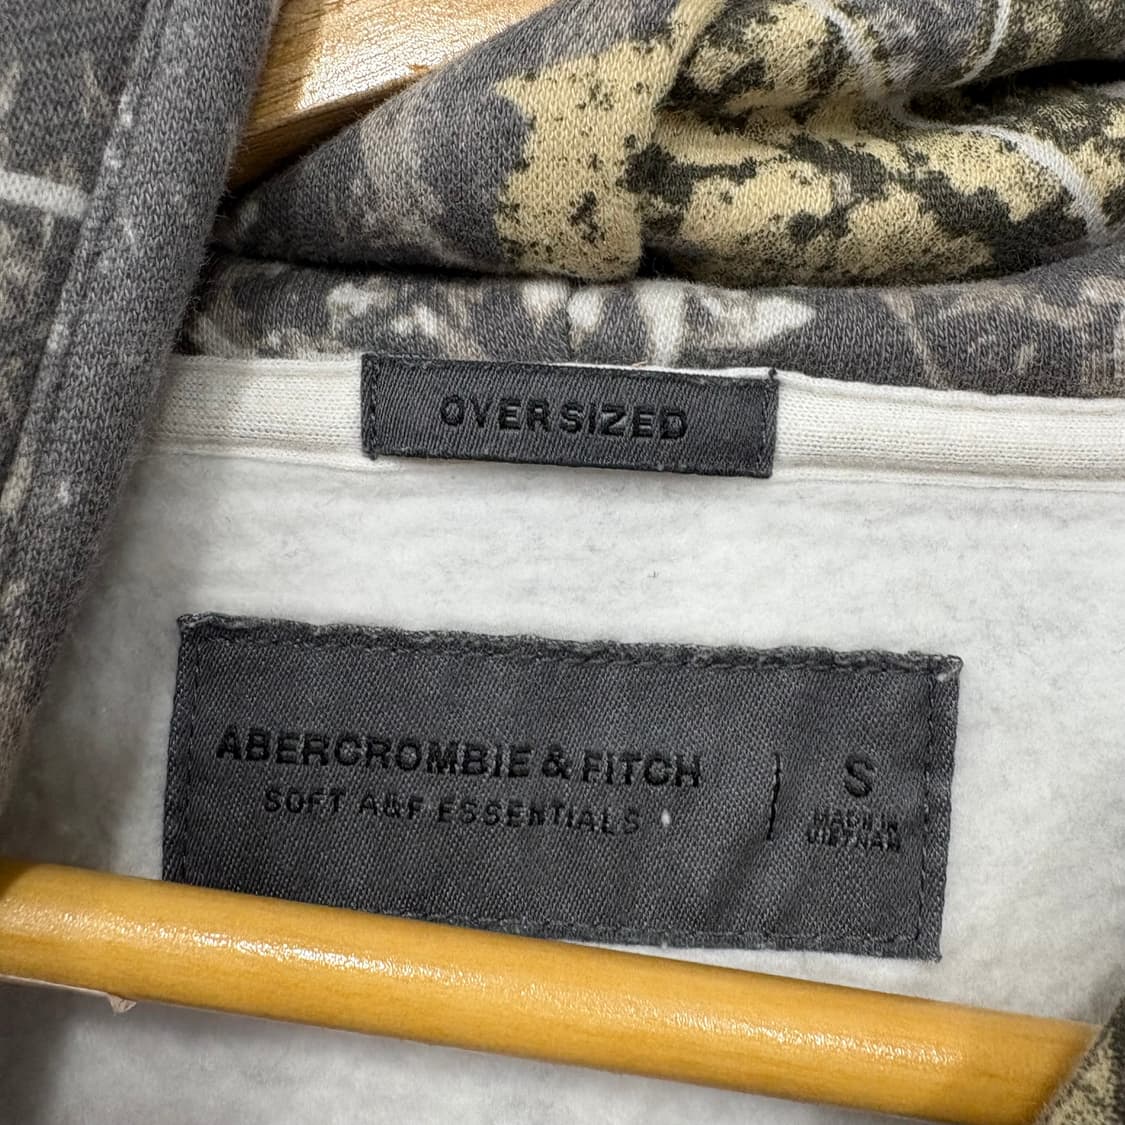 OVERSIZED
ABERCROMBIE & FITCH
SOFT A&F ESSENTIALS
S
MADE IN
VIETNAM